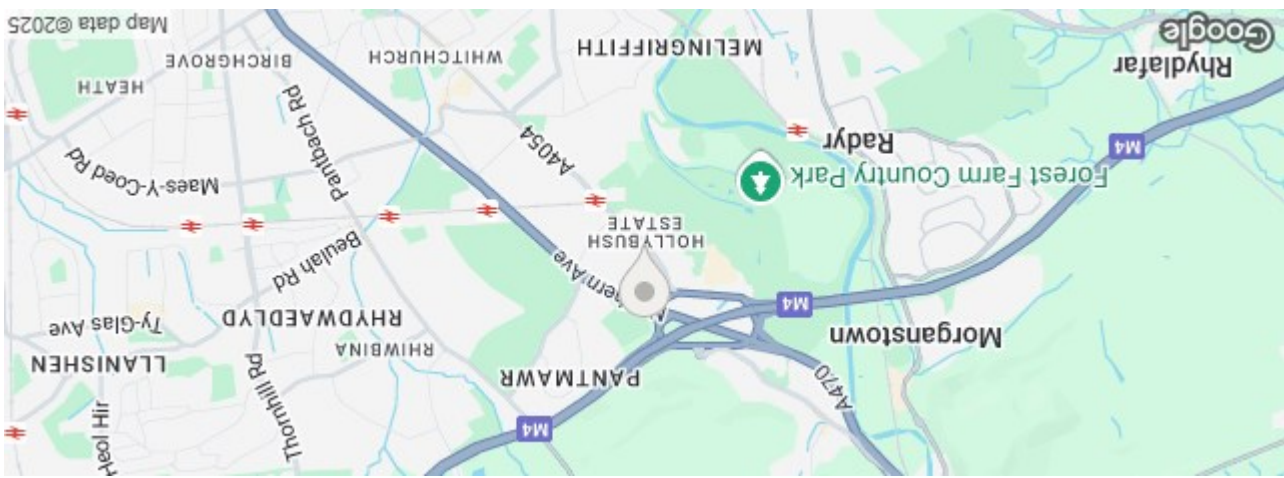 Heol Hir
Thornhill Rd
M4
A470
PANTMAWR
LLANISHEN
RHIWBINA
Morganstown
Ty-Glas Ave
RHYDWAEDLYD
M4
Beulah Rd
HOLLYBUSH
ESTATE
Forest Farm Country Park
Maes-Y-Coed Rd
Pantbach Rd
A4054
Radyr
M4
HEATH
BIRCHGROVE
WHITCHURCH
MELINGRIFFITH
Rhydlafar
Google
Map data ©2025